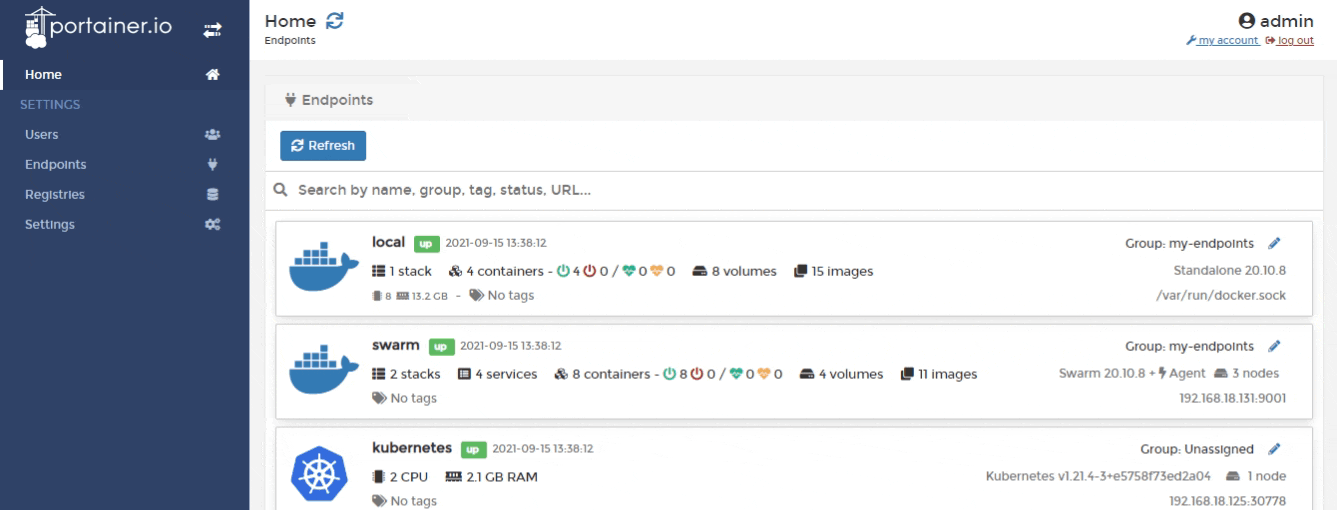 portainer.io
Home
SETTINGS
Users
Endpoints
Registries
Settings
Home
Endpoints
admin
my account log out
Endpoints
Refresh
Search by name, group, tag, status, URL...
local up 2021-09-15 13:38:12 Group: my-endpoints
1 stack 4 containers - 4 0 / 0 0 8 volumes 15 images Standalone 20.10.8
8 13.2 GB - No tags /var/run/docker.sock
swarm up 2021-09-15 13:38:12 Group: my-endpoints
2 stacks 4 services 8 containers - 8 0 / 0 0 4 volumes 11 images Swarm 20.10.8 + Agent 3 nodes
No tags 192.168.18.131:9001
kubernetes up 2021-09-15 13:38:12 Group: Unassigned
2 CPU 2.1 GB RAM Kubernetes v1.21.4-3+e5758f73ed2a04 1 node
No tags 192.168.18.125:30778